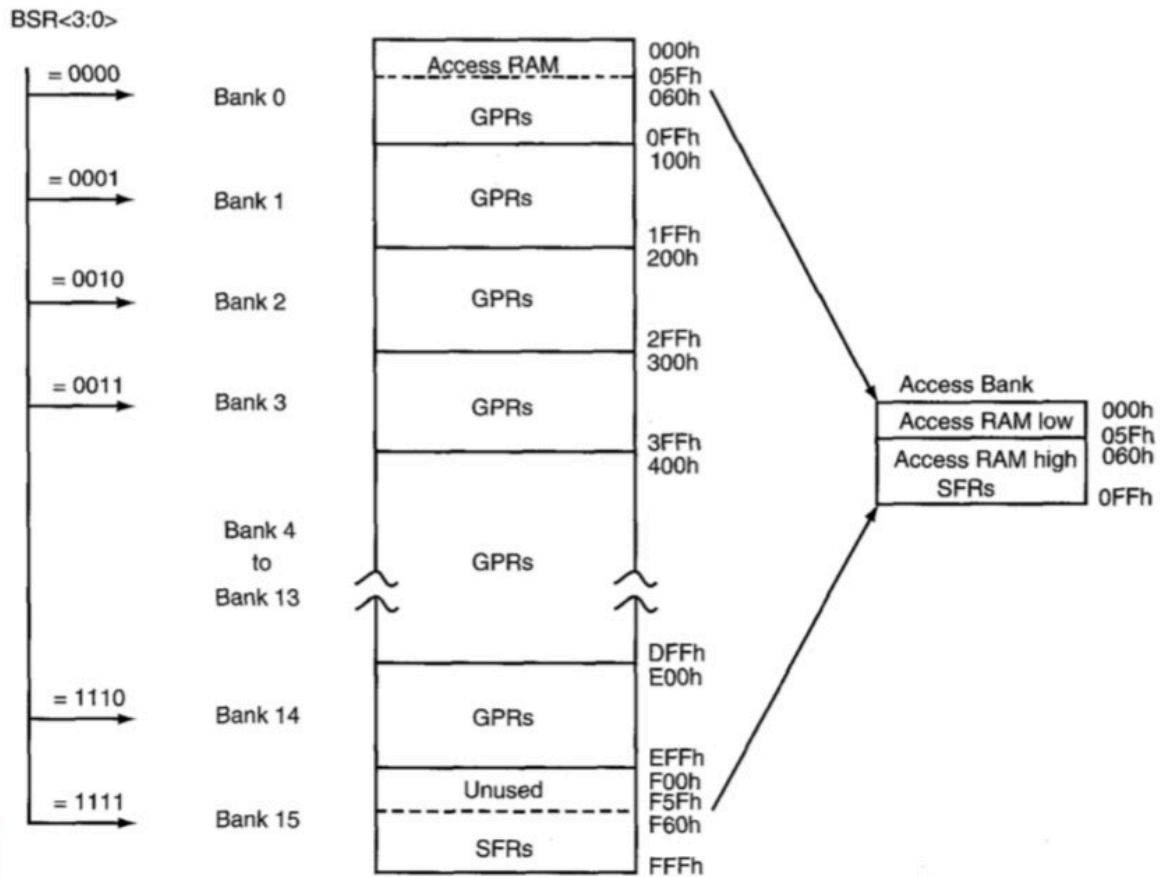 BSR<3:0>
= 0000
Bank 0
Access RAM
GPRs
000h
05Fh
060h
0FFh
= 0001
Bank 1
GPRs
100h
1FFh
= 0010
Bank 2
GPRs
200h
2FFh
= 0011
Bank 3
GPRs
300h
3FFh
Bank 4
to
Bank 13
GPRs
400h
DFFh
= 1110
Bank 14
GPRs
E00h
EFFh
= 1111
Bank 15
Unused
SFRs
F00h
F5Fh
F60h
FFFh
Access Bank
Access RAM low
Access RAM high
SFRs
000h
05Fh
060h
0FFh